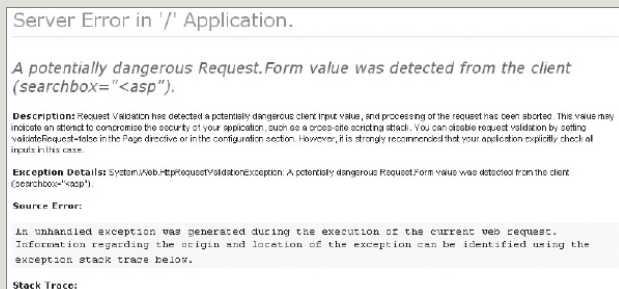 Server Error in '/' Application.
A potentially dangerous Request.Form value was detected from the client
(searchbox="<asp").
Description: Request Validation has detected a potentially dangerous client input value, and processing of the request has been aborted. This value may
indicate an attempt to compromise the security of your application, such as a cross-site scripting attack. You can disable request validation by setting
validateRequest=false in the Page directive or in the configuration section. However, it is strongly recommended that your application explicitly check all
inputs in this case.
Exception Details: System.Web.HttpRequestValidationException: A potentially dangerous Request.Form value was detected from the client
(searchbox="<asp").
Source Error:
An unhandled exception was generated during the execution of the current web request.
Information regarding the origin and location of the exception can be identified using the
exception stack trace below.
Stack Trace: